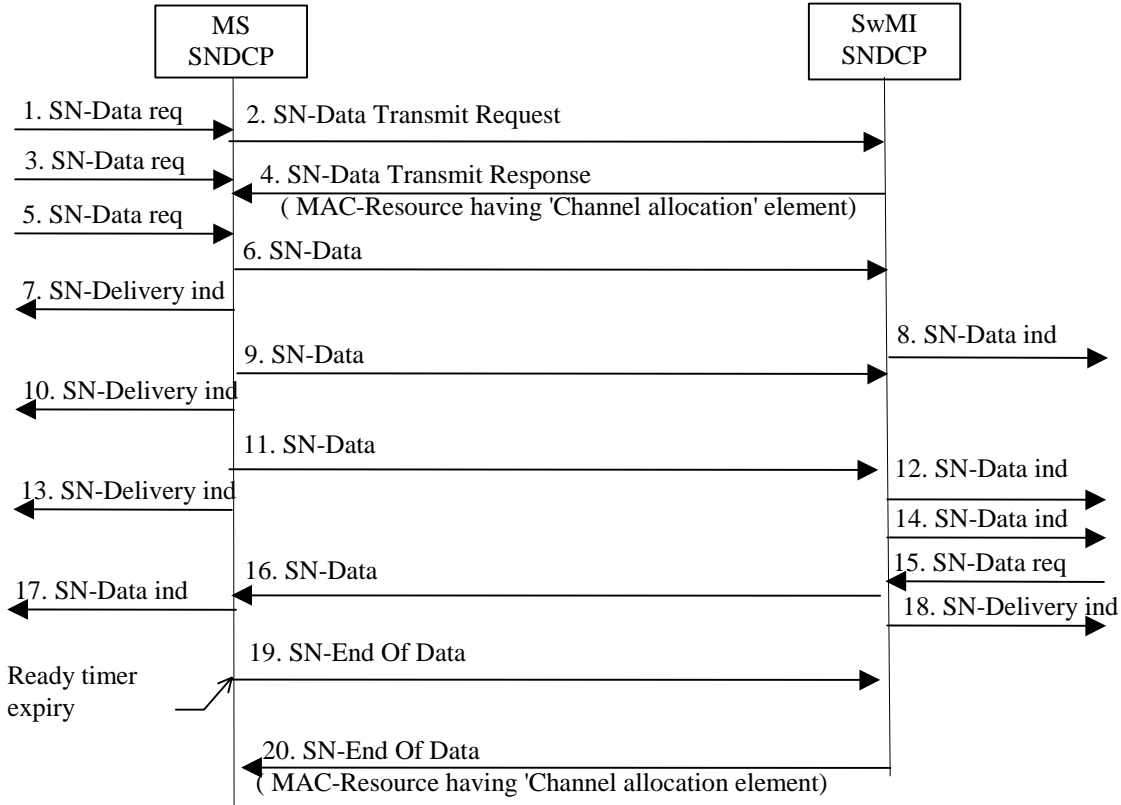 MS
SNDCP
SwMI
SNDCP
1. SN-Data req
2. SN-Data Transmit Request
3. SN-Data req
4. SN-Data Transmit Response
( MAC-Resource having 'Channel allocation' element)
5. SN-Data req
6. SN-Data
7. SN-Delivery ind
8. SN-Data ind
9. SN-Data
10. SN-Delivery ind
11. SN-Data
12. SN-Data ind
13. SN-Delivery ind
14. SN-Data ind
15. SN-Data req
16. SN-Data
17. SN-Data ind
18. SN-Delivery ind
19. SN-End Of Data
Ready timer
expiry
20. SN-End Of Data
( MAC-Resource having 'Channel allocation element)